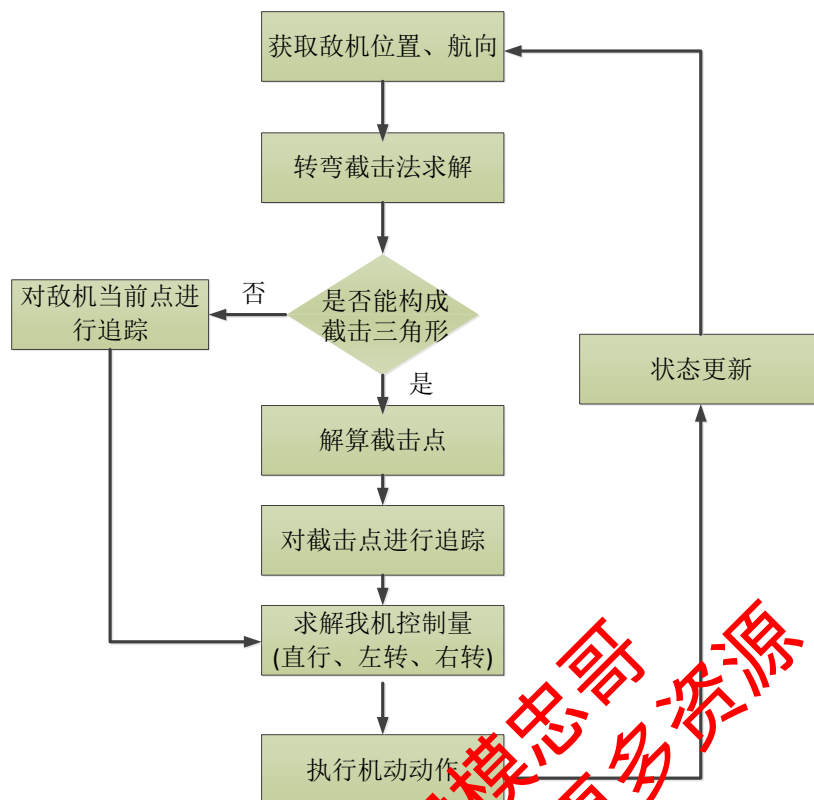 获取敌机位置、航向
转弯截击法求解
是否能构成
截击三角形
否
对敌机当前点进
行追踪
是
解算截击点
对截击点进行追踪
求解我机控制量
(直行、左转、右转)
执行机动动作
状态更新
模忠哥
多资源